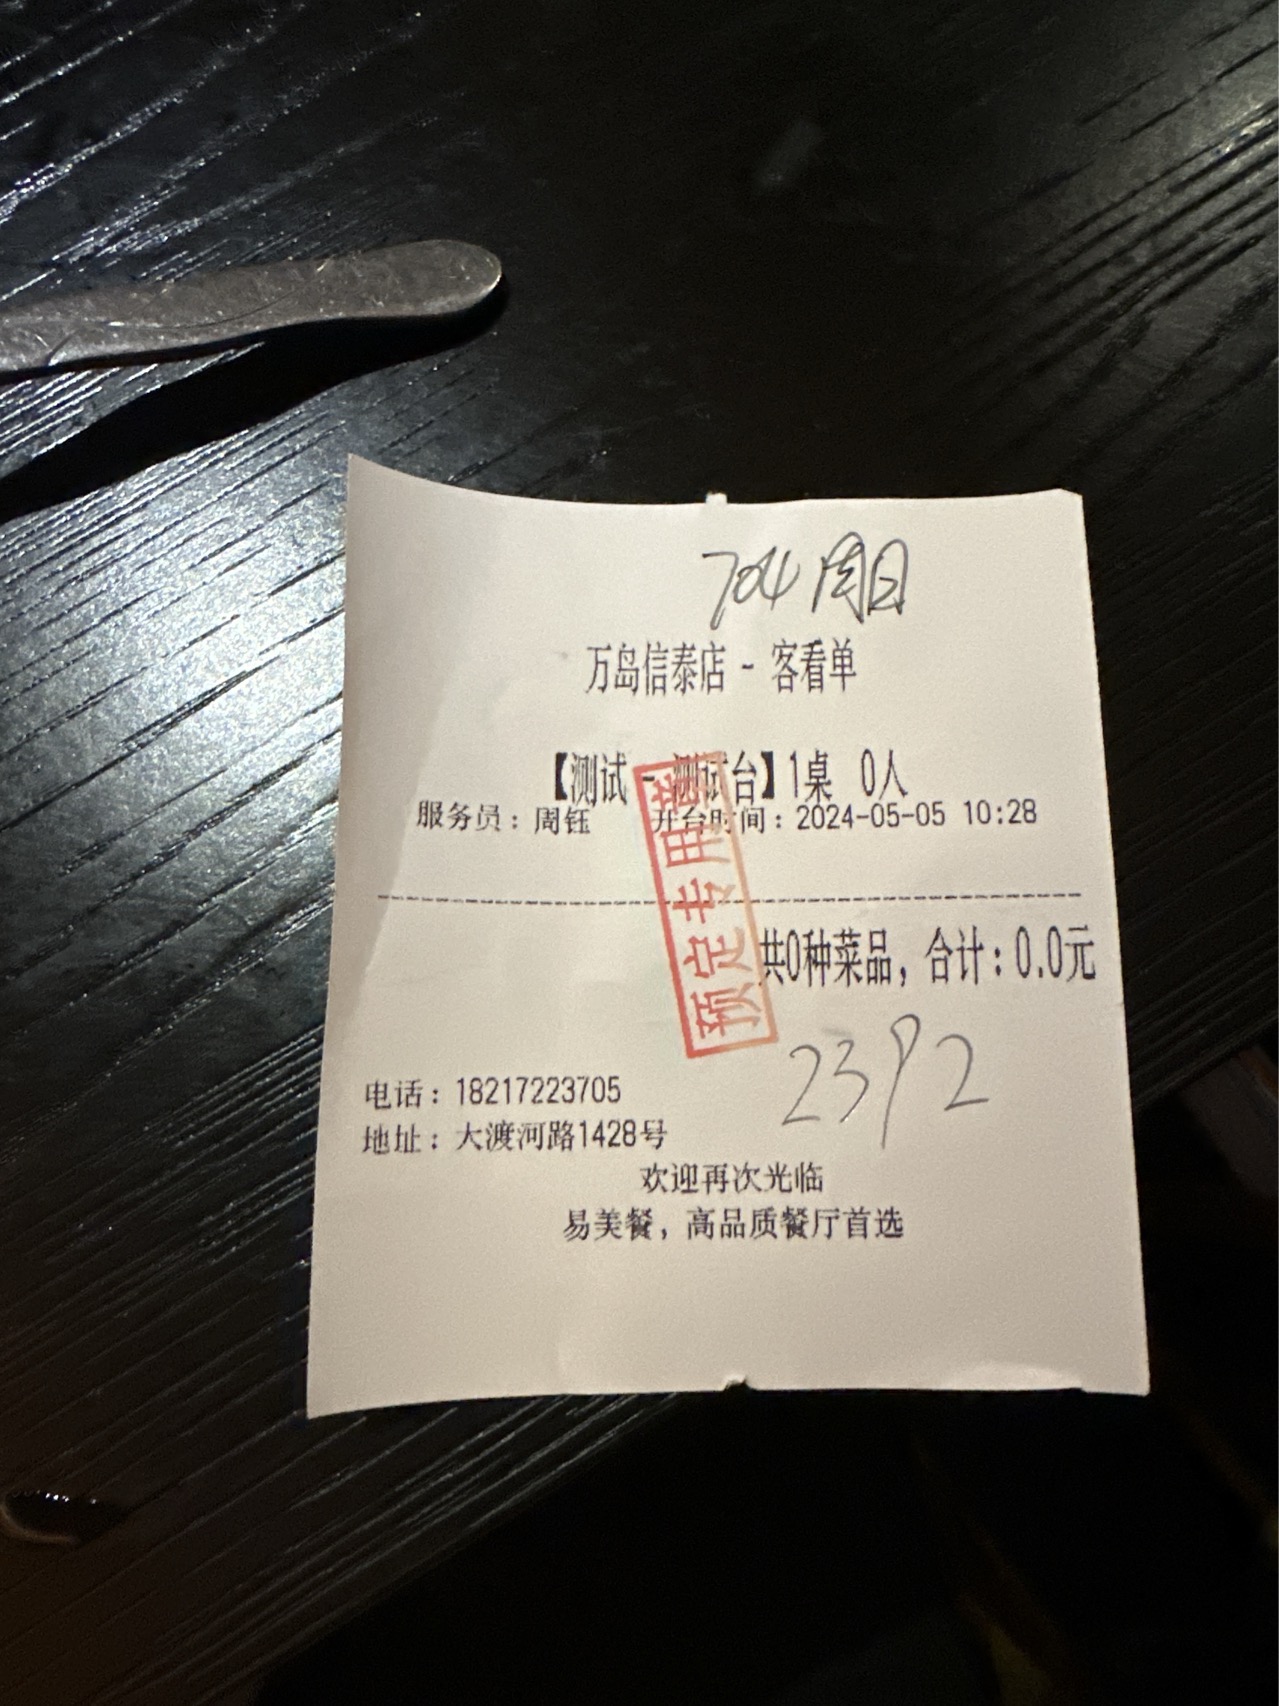 704 周日
万岛信泰店 - 客看单
【测试 - 测试台】1桌 0人
服务员：周钰 开台时间：2024-05-05 10:28
预定专用章
共0种菜品，合计：0.0元
2392
电话：18217223705
地址：大渡河路1428号
欢迎再次光临
易美餐，高品质餐厅首选